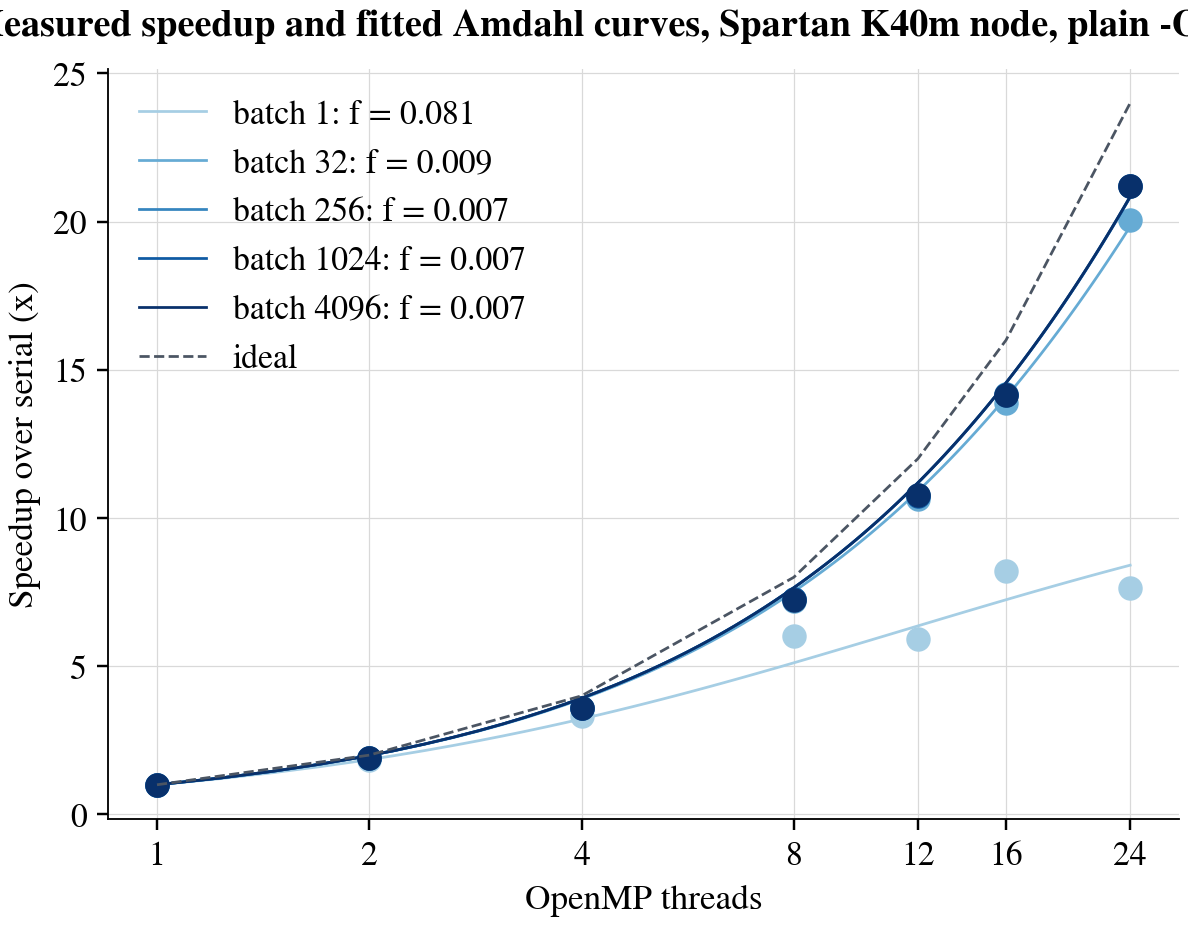 easured speedup and fitted Amdahl curves, Spartan K40m node, plain -
25
batch 1: f = 0.081
batch 32: f = 0.009
batch 256: f = 0.007
batch 1024: f = 0.007
batch 4096: f = 0.007
ideal
20
15
10
5
0
Speedup over serial (x)
1 2 4 8 12 16 24
OpenMP threads